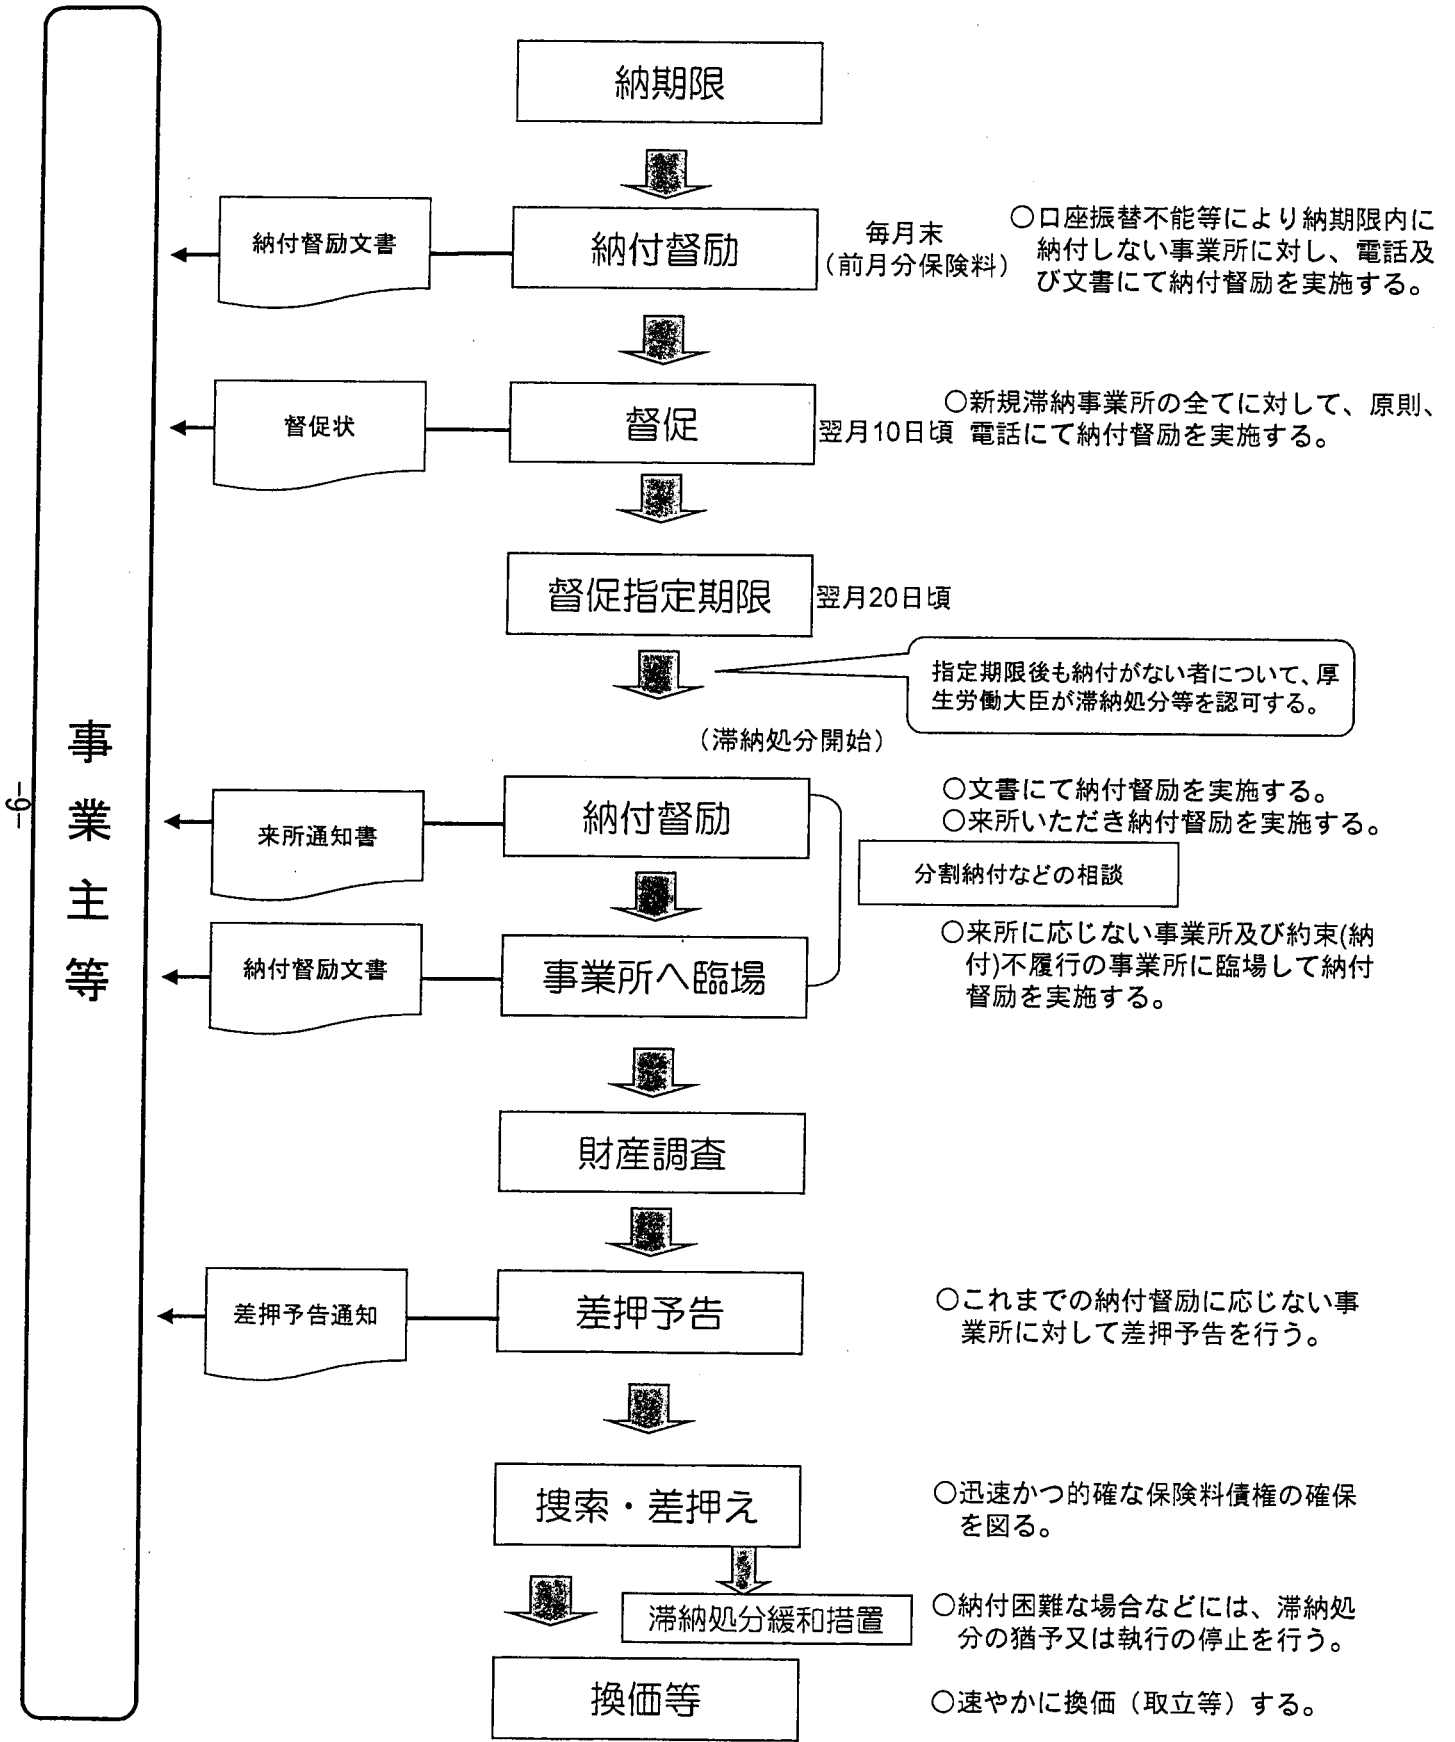 納期限
納付督励文書
納付督励
毎月末
(前月分保険料)
○口座振替不能等により納期限内に
納付しない事業所に対し、電話及
び文書にて納付督励を実施する。
督促状
督促
翌月10日頃
○新規滞納事業所の全てに対して、原則、
電話にて納付督励を実施する。
督促指定期限
翌月20日頃
指定期限後も納付がない者について、厚
生労働大臣が滞納処分等を認可する。
(滞納処分開始)
事業主等
-6-
来所通知書
納付督励
○文書にて納付督励を実施する。
○来所いただき納付督励を実施する。
分割納付などの相談
納付督励文書
事業所へ臨場
○来所に応じない事業所及び約束(納
付)不履行の事業所に臨場して納付
督励を実施する。
財産調査
差押予告通知
差押予告
○これまでの納付督励に応じない事
業所に対して差押予告を行う。
捜索・差押え
○迅速かつ的確な保険料債権の確保
を図る。
滞納処分緩和措置
○納付困難な場合などには、滞納処
分の猶予又は執行の停止を行う。
換価等
○速やかに換価(取立等)する。